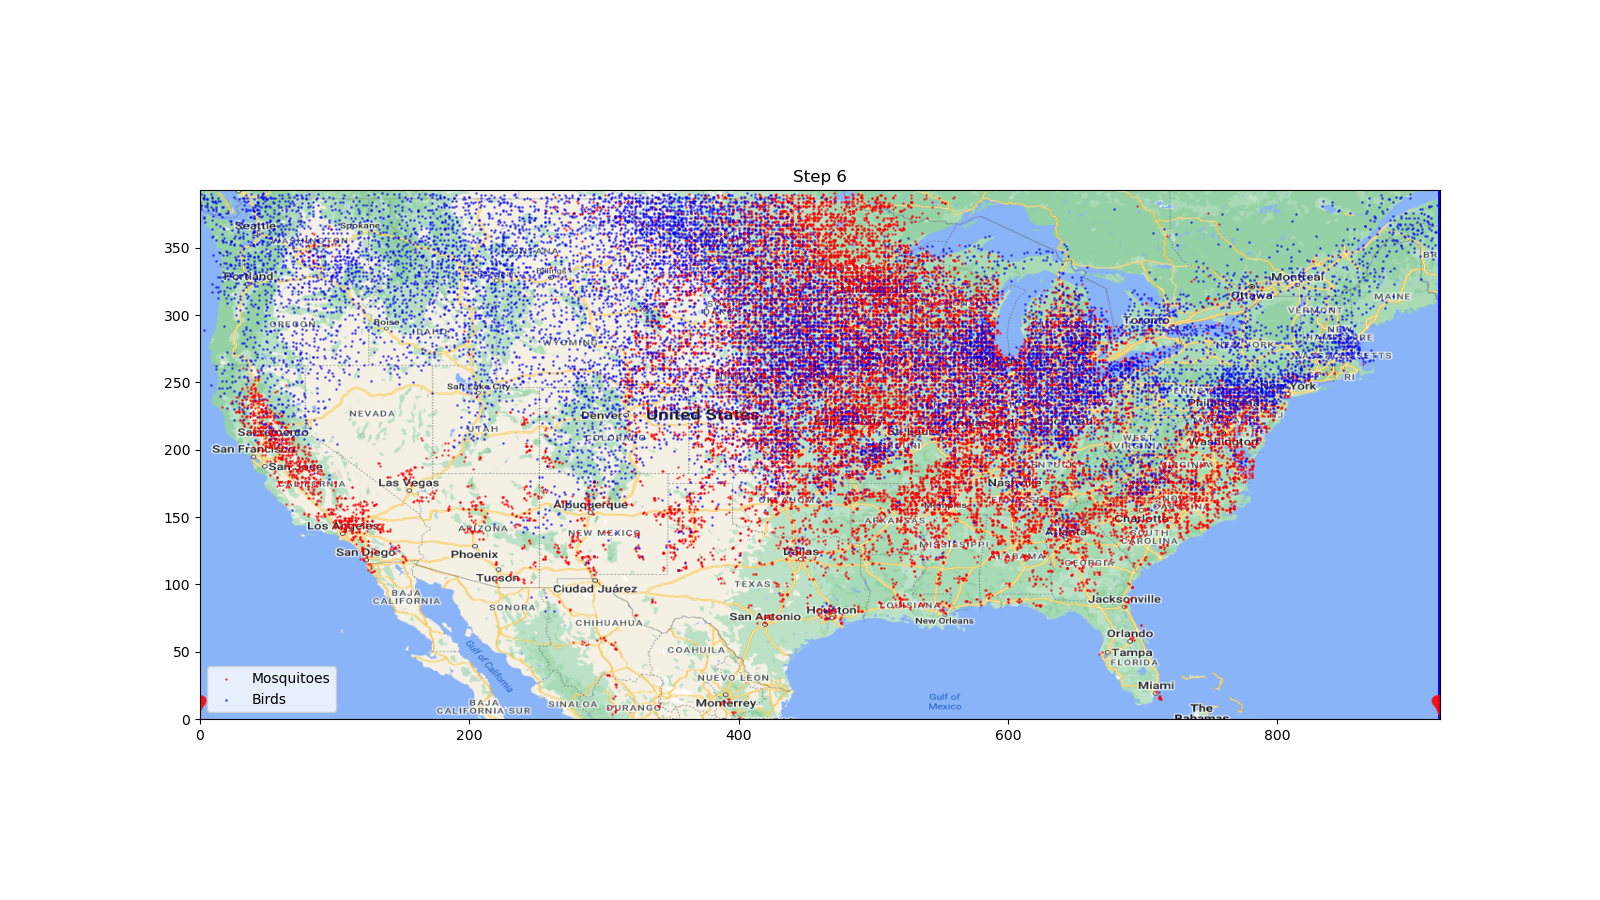 Step 6
Seattle
Spokane
WASHINGTON
MONTANA
Billings
Portland
OREGON
Boise
IDAHO
WYOMING
Salt Lake City
NEVADA
UTAH
Denver
COLORADO
United States
Sacramento
San Francisco
San Jose
CALIFORNIA
Las Vegas
Los Angeles
San Diego
ARIZONA
Phoenix
Tucson
Albuquerque
NEW MEXICO
Ciudad Juárez
OKLAHOMA
ARKANSAS
Dallas
TEXAS
San Antonio
Houston
LOUISIANA
New Orleans
MISSISSIPPI
ALABAMA
GEORGIA
Atlanta
Nashville
Memphis
Charlotte
SOUTH
CAROLINA
Jacksonville
Orlando
Tampa
FLORIDA
Miami
The
Bahamas
Toronto
Ottawa
Montreal
MAINE
VERMONT
NEW YORK
RI
NJ
Philadelphia
Washington
WEST
VIRGINIA
VIRGINIA
BAJA
CALIFORNIA
SONORA
CHIHUAHUA
COAHUILA
NUEVO LEON
Monterrey
DURANGO
SINALOA
BAJA
CALIFORNIA SUR
Gulf of California
Gulf of
Mexico
Mosquitoes
Birds
0
50
100
150
200
250
300
350
0
200
400
600
800